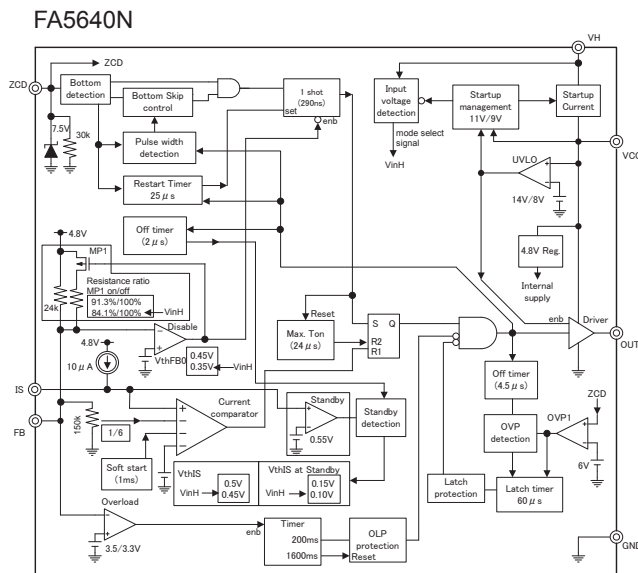 FA5640N
VH
ZCD
ZCD
Bottom
detection
Bottom Skip
control
1 shot
(290ns)
set
enb
Input
voltage
detection
mode select
signal
VinH
Startup
management
11V/9V
Startup
Current
7.5V
30k
Pulse width
detection
VCC
UVLO
14V/8V
Restart Timer
25μs
Off timer
(2μs)
4.8V Reg.
Internal
supply
4.8V
MP1
Resistance ratio
MP1 on/off
91.3%/100%
84.1%/100%
VinH
24k
Disable
VthFB0
0.45V
0.35V
VinH
Reset
Max. Ton
(24μs)
S Q
R2
R1
enb
Driver
OUT
4.8V
10μA
IS
FB
150k
1/6
Current
comparator
Standby
0.55V
Standby
detection
Off timer
(4.5μs)
ZCD
OVP1
OVP
detection
6V
Soft start
(1ms)
VthIS
VinH
0.5V
0.45V
VthIS at Standby
VinH
0.15V
0.10V
Latch
protection
Latch timer
60μs
Overload
3.5/3.3V
enb
Timer
200ms
1600ms
OLP
protection
Reset
GND